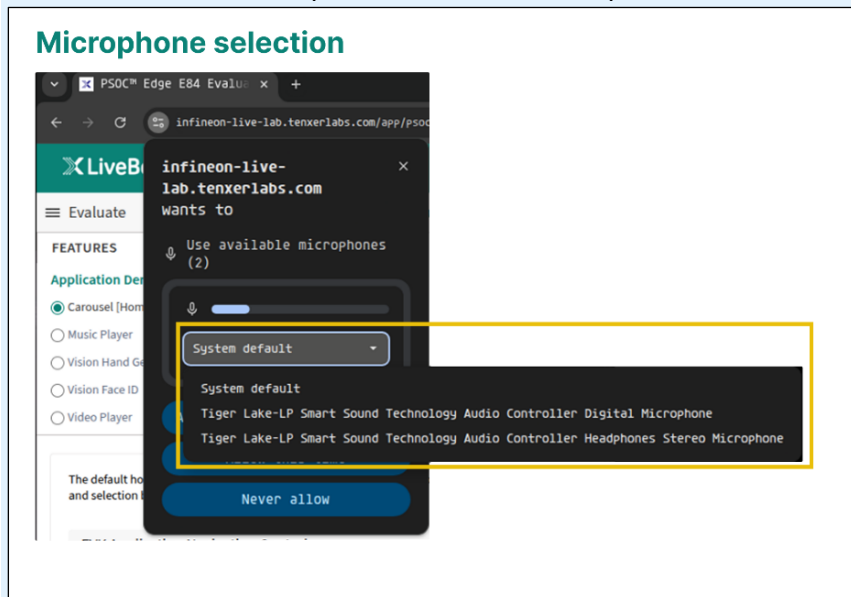 Microphone selection
PSOC™ Edge E84 Evalua
infineon-live-lab.tenxerlabs.com/app/psoc
LiveB
infineon-live-
lab.tenxerlabs.com
wants to
Evaluate
Use available microphones
(2)
FEATURES
Application Der
Carousel [Hom
Music Player
System default
Vision Hand Ge
Vision Face ID
System default
Video Player
Tiger Lake-LP Smart Sound Technology Audio Controller Digital Microphone
Tiger Lake-LP Smart Sound Technology Audio Controller Headphones Stereo Microphone
The default ho
and selection
Never allow